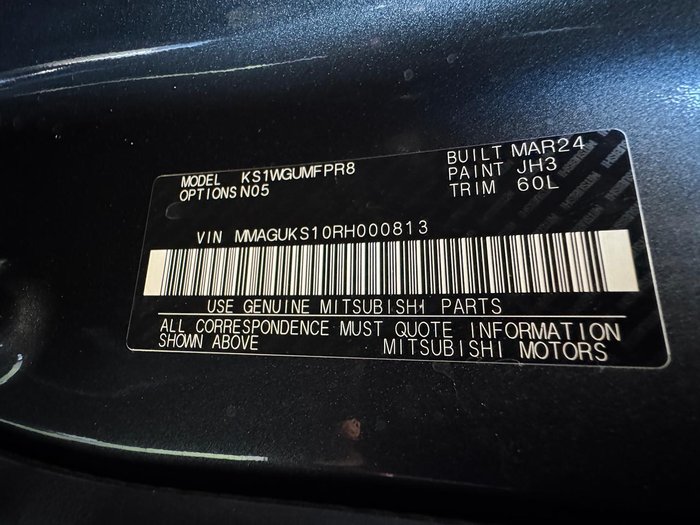 MODEL KS1WGUMFPR8
OPTIONS N05
BUILT MAR24
PAINT JH3
TRIM 60L
VIN MMAGUKS10RH000813
USE GENUINE MITSUBISHI PARTS
ALL CORRESPONDENCE MUST QUOTE INFORMATION
SHOWN ABOVE MITSUBISHI MOTORS